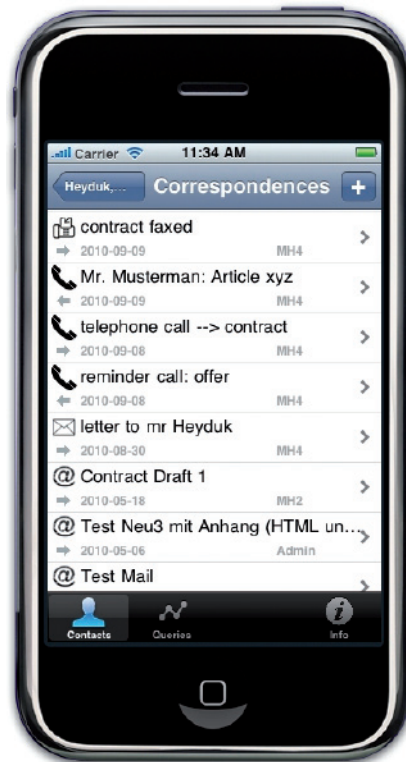 Carrier 11:34 AM
Heyduk,... Correspondences +
contract faxed
2010-09-09 MH4
Mr. Musterman: Article xyz
2010-09-09 MH4
telephone call --> contract
2010-09-08 MH4
reminder call: offer
2010-09-08 MH4
letter to mr Heyduk
2010-08-30 MH4
@ Contract Draft 1
2010-05-18 MH2
@ Test Neu3 mit Anhang (HTML un...
2010-05-06 Admin
@ Test Mail
Contacts Queries Info